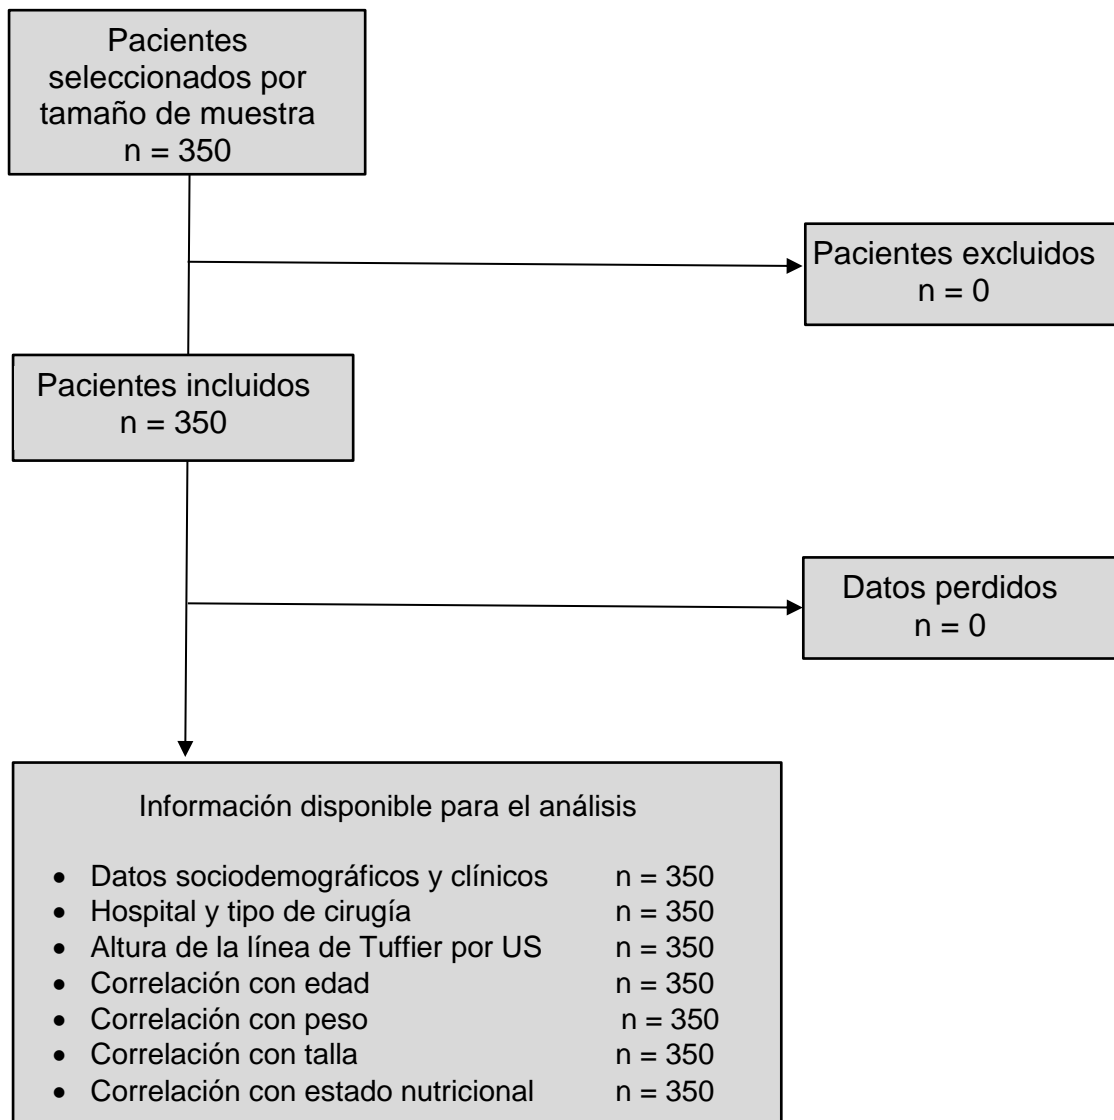 Pacientes
seleccionados por
tamaño de muestra
n = 350
Pacientes excluidos
n = 0
Pacientes incluidos
n = 350
Datos perdidos
n = 0
Información disponible para el análisis
• Datos sociodemográficos y clínicos n = 350
• Hospital y tipo de cirugía n = 350
• Altura de la línea de Tuffier por US n = 350
• Correlación con edad n = 350
• Correlación con peso n = 350
• Correlación con talla n = 350
• Correlación con estado nutricional n = 350